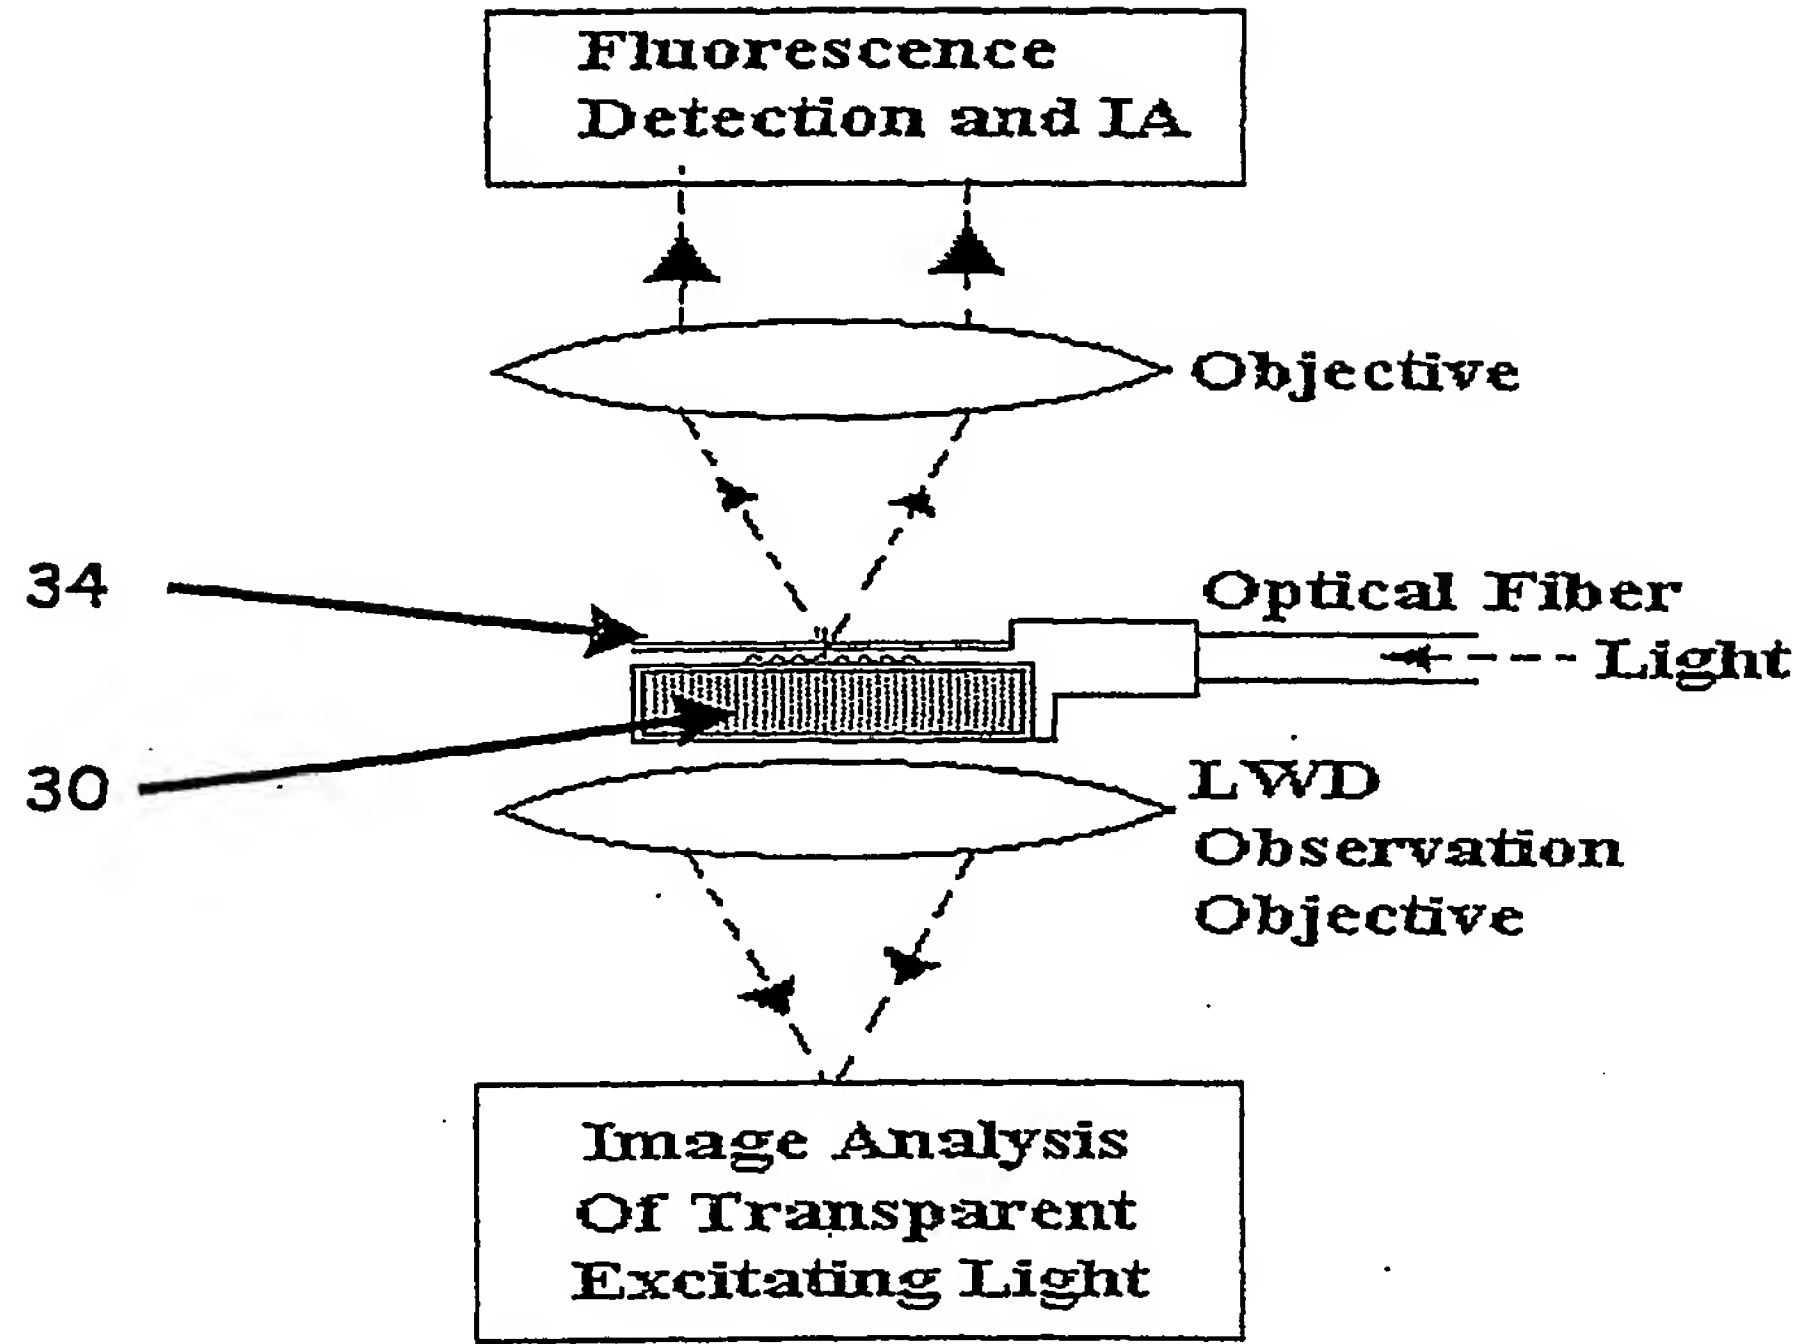 Fluorescence
Detection and IA
Objective
34
Optical Fiber
Light
30
LWD
Observation
Objective
Image Analysis
Of Transparent
Excitating Light